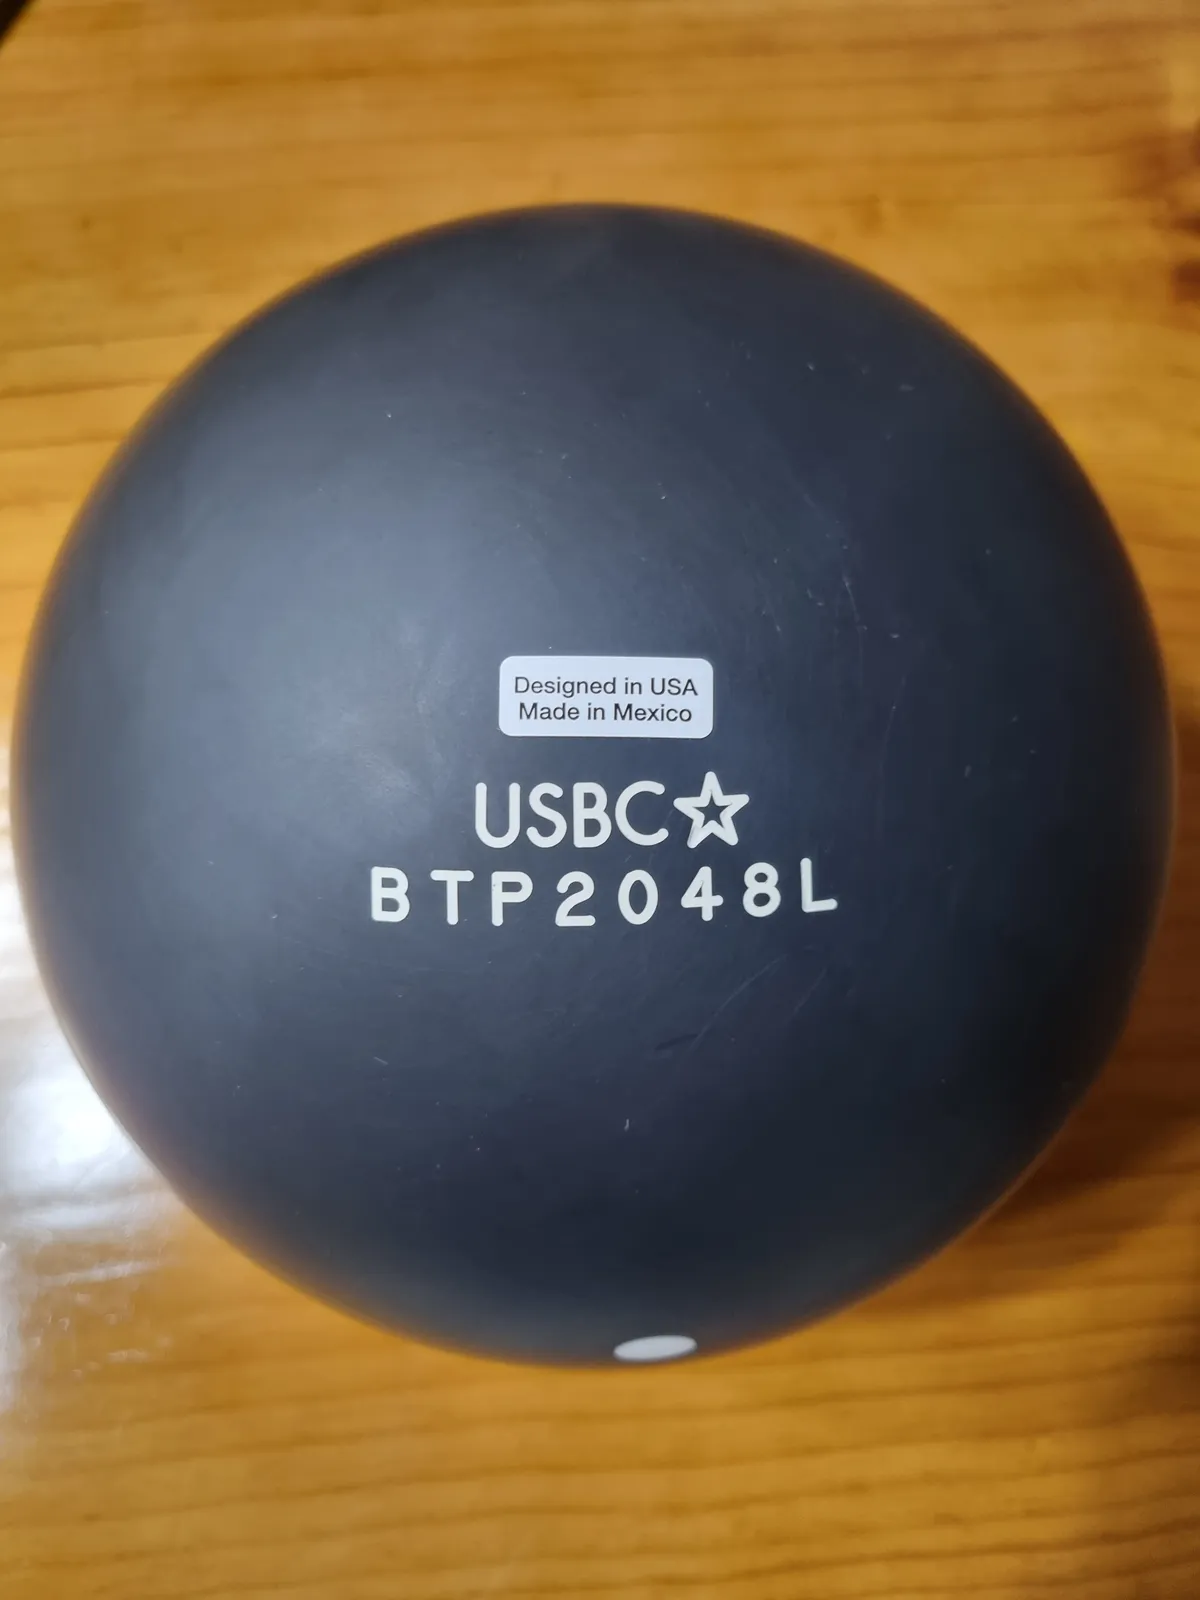 Designed in USA
Made in Mexico
USBC☆
BTP2048L